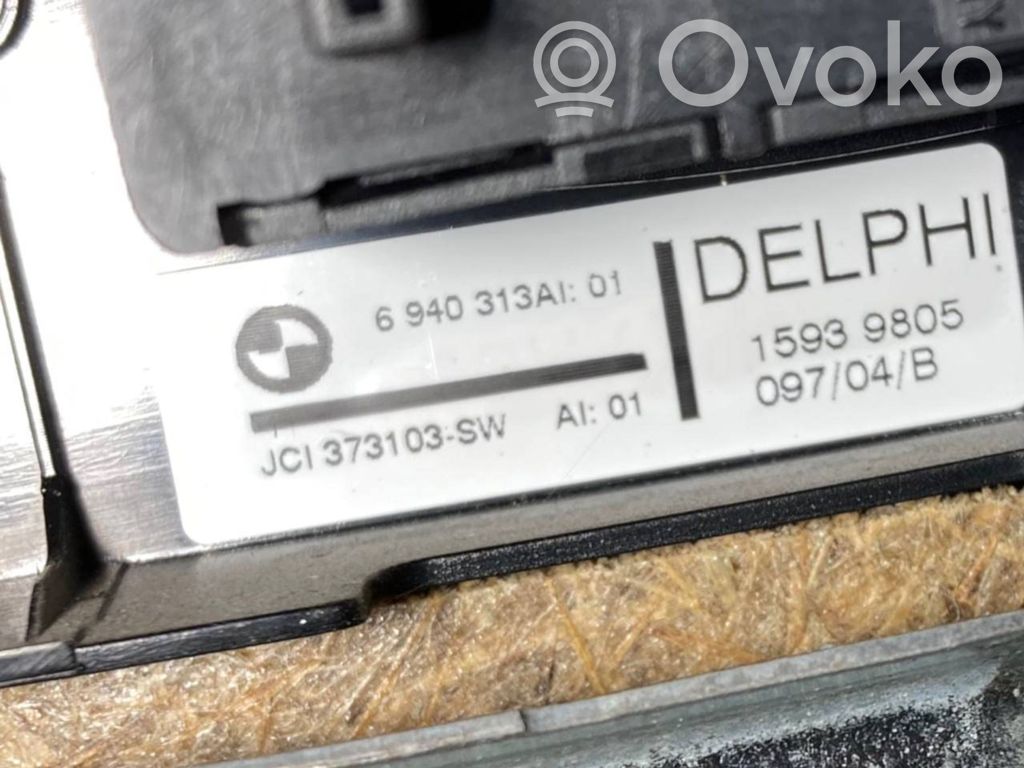 Ovoko
6 940 313AI: 01
JCI 373103-SW AI: 01
DELPHI
1593 9805
097/04/B